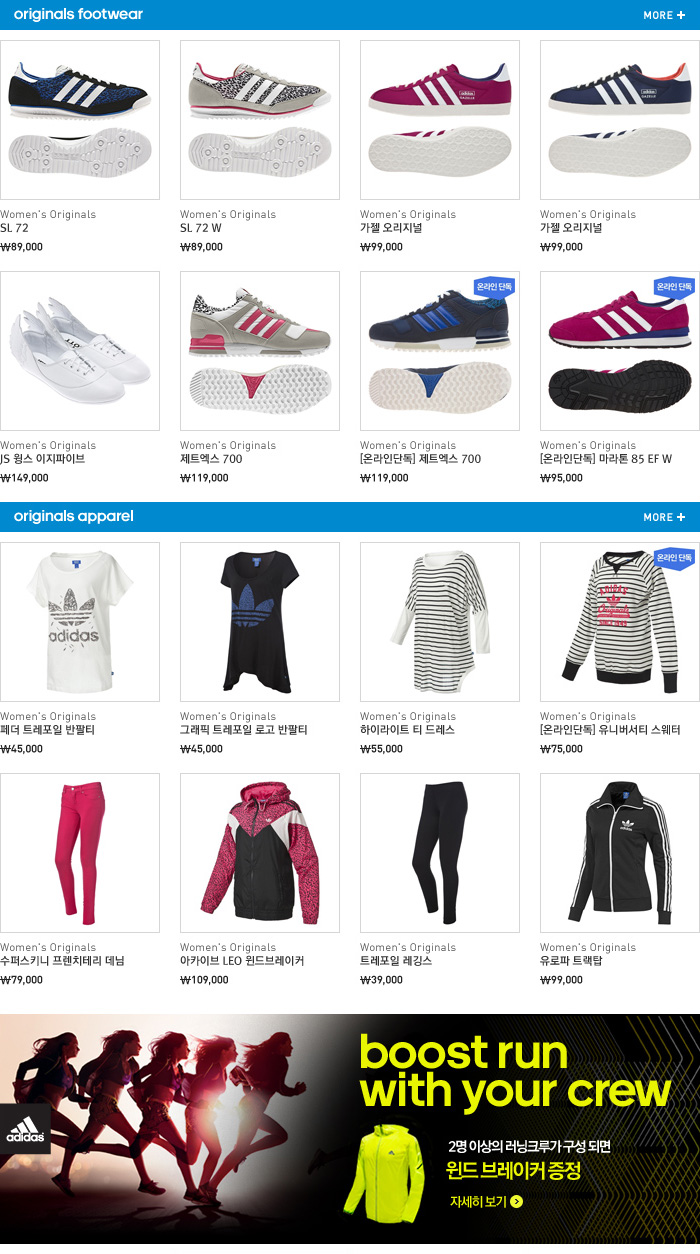 originals footwear
MORE +
Women's Originals
SL 72
₩89,000
Women's Originals
SL 72 W
₩89,000
Women's Originals
가젤 오리지널
₩99,000
Women's Originals
가젤 오리지널
₩99,000
온라인 단독
온라인 단독
Women's Originals
JS 윙스 이지파이브
₩149,000
Women's Originals
제트엑스 700
₩119,000
Women's Originals
[온라인단독] 제트엑스 700
₩119,000
Women's Originals
[온라인단독] 마라톤 85 EF W
₩95,000
originals apparel
MORE +
adidas
온라인 단독
Women's Originals
페더 트레포일 반팔티
₩45,000
Women's Originals
그래픽 트레포일 로고 반팔티
₩45,000
Women's Originals
하이라이트 티 드레스
₩55,000
Women's Originals
[온라인단독] 유니버서티 스웨터
₩75,000
Women's Originals
수퍼스키니 프렌치테리 데님
₩79,000
Women's Originals
아카이브 LEO 윈드브레이커
₩109,000
Women's Originals
트레포일 레깅스
₩39,000
Women's Originals
유로파 트랙탑
₩99,000
boost run
with your crew
adidas
2명 이상의 러닝크루가 구성 되면
윈드 브레이커 증정
자세히 보기